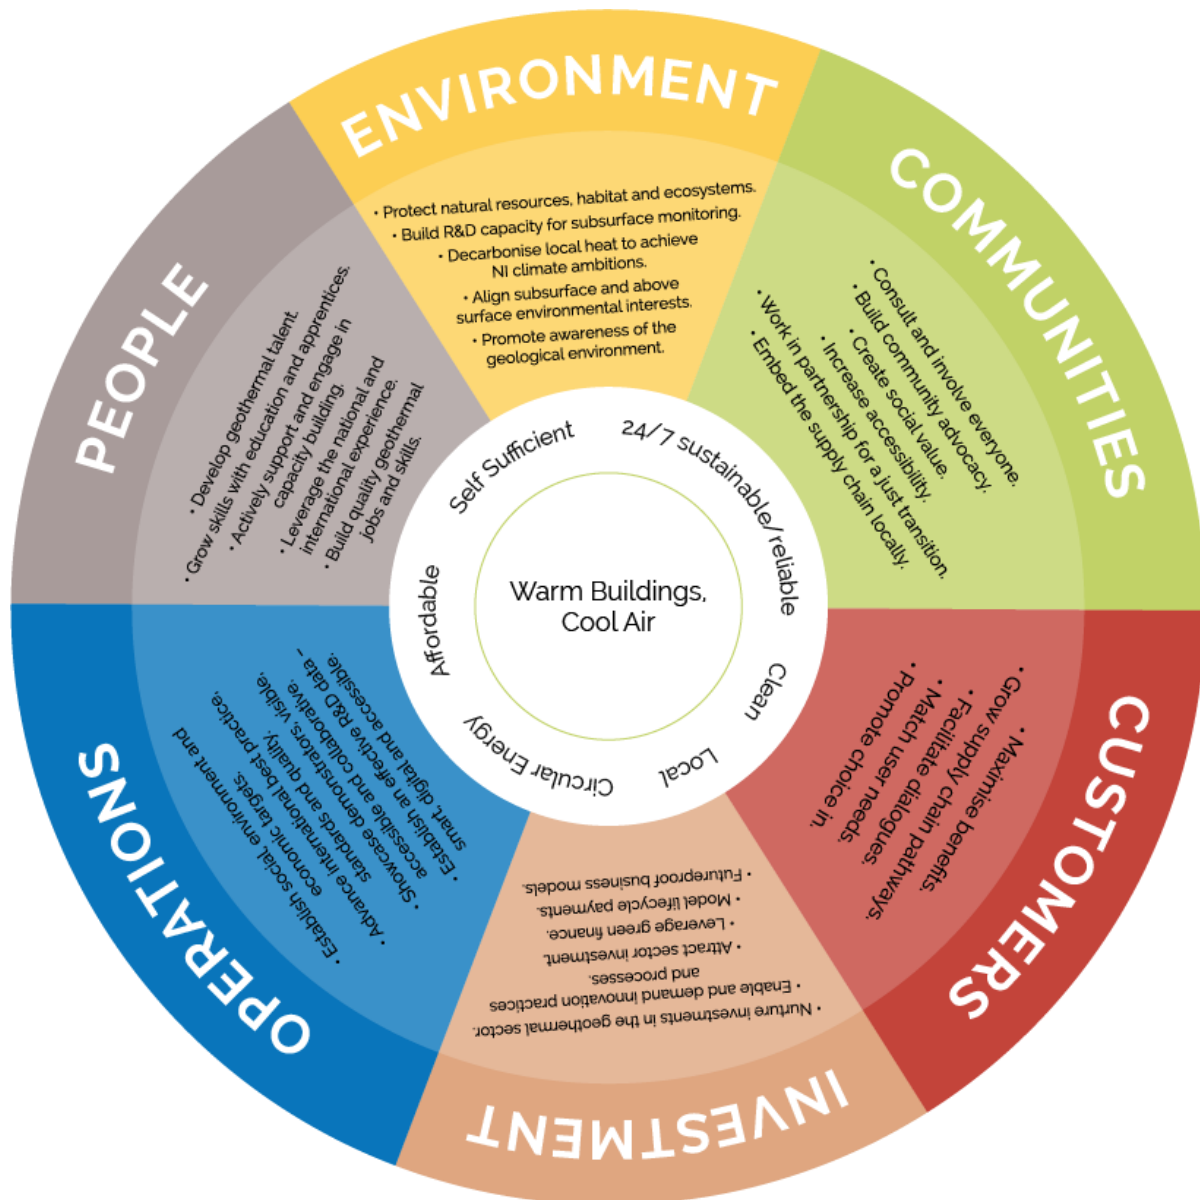 ENVIRONMENT
• Protect natural resources, habitat and ecosystems.
• Build R&D capacity for subsurface monitoring.
• Decarbonise local heat to achieve
NI climate ambitions.
• Align subsurface and above
surface environmental interests.
• Promote awareness of the
geological environment.
COMMUNITIES
• Consult and involve everyone.
• Build community advocacy.
• Create social value.
• Increase accessibility.
• Work in partnership for a just transition.
• Embed the supply chain locally.
CUSTOMERS
• Maximise benefits.
• Grow supply chain pathways.
• Facilitate dialogues.
• Match user needs.
• Promote choice in.
INVESTMENT
• Nurture investments in the geothermal sector.
• Enable and demand innovation practices
and processes.
• Attract sector investment.
• Leverage green finance.
• Model lifecycle payments.
• Futureproof business models.
OPERATIONS
• Establish social, environment and
economic targets.
• Advance international best practice,
standards and quality.
• Showcase demonstrators, visible,
accessible and collaborative.
• Establish an effective R&D data –
smart, digital and accessible.
PEOPLE
• Develop geothermal talent.
• Grow skills with education and apprentices.
• Actively support and engage in
capacity building.
• Leverage the national and
international experience.
• Build quality geothermal
jobs and skills.
Self Sufficient
24/7 sustainable/reliable
Clean
Local
Circular Energy
Affordable
Warm Buildings,
Cool Air